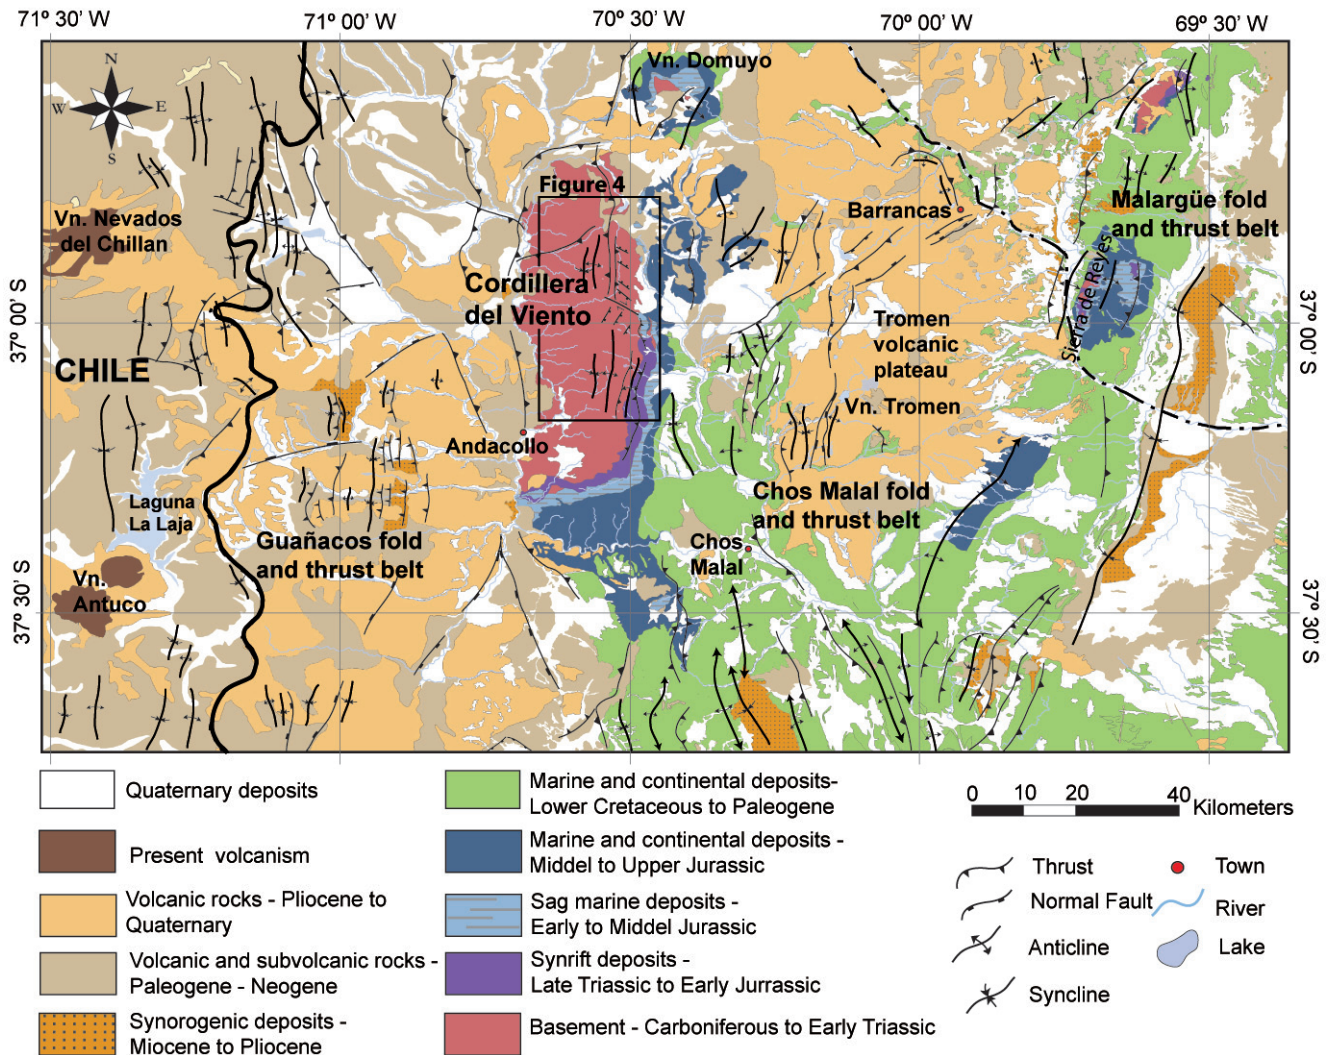 71º 30' W
71º 00' W
70º 30' W
70º 00' W
69º 30' W
N
W
E
S
Vn. Domuyo
Figure 4
Vn. Nevados
del Chillan
Barrancas
Malargüe fold
and thrust belt
Sierra de Reyes
Cordillera
del Viento
37º 00' S
37º 00' S
Tromen
volcanic
plateau
CHILE
Vn. Tromen
Andacollo
Laguna
La Laja
Chos Malal fold
and thrust belt
Guañacos fold
and thrust belt
Chos
Malal
Vn.
Antuco
37º 30' S
37º 30' S
Quaternary deposits
Present volcanism
Volcanic rocks - Pliocene to
Quaternary
Volcanic and subvolcanic rocks -
Paleogene - Neogene
Synorogenic deposits -
Miocene to Pliocene
Marine and continental deposits-
Lower Cretaceous to Paleogene
Marine and continental deposits -
Middel to Upper Jurassic
Sag marine deposits -
Early to Middel Jurassic
Synrift deposits -
Late Triassic to Early Jurrassic
Basement - Carboniferous to Early Triassic
0 10 20 40
Kilometers
Thrust
Normal Fault
Anticline
Syncline
Town
River
Lake